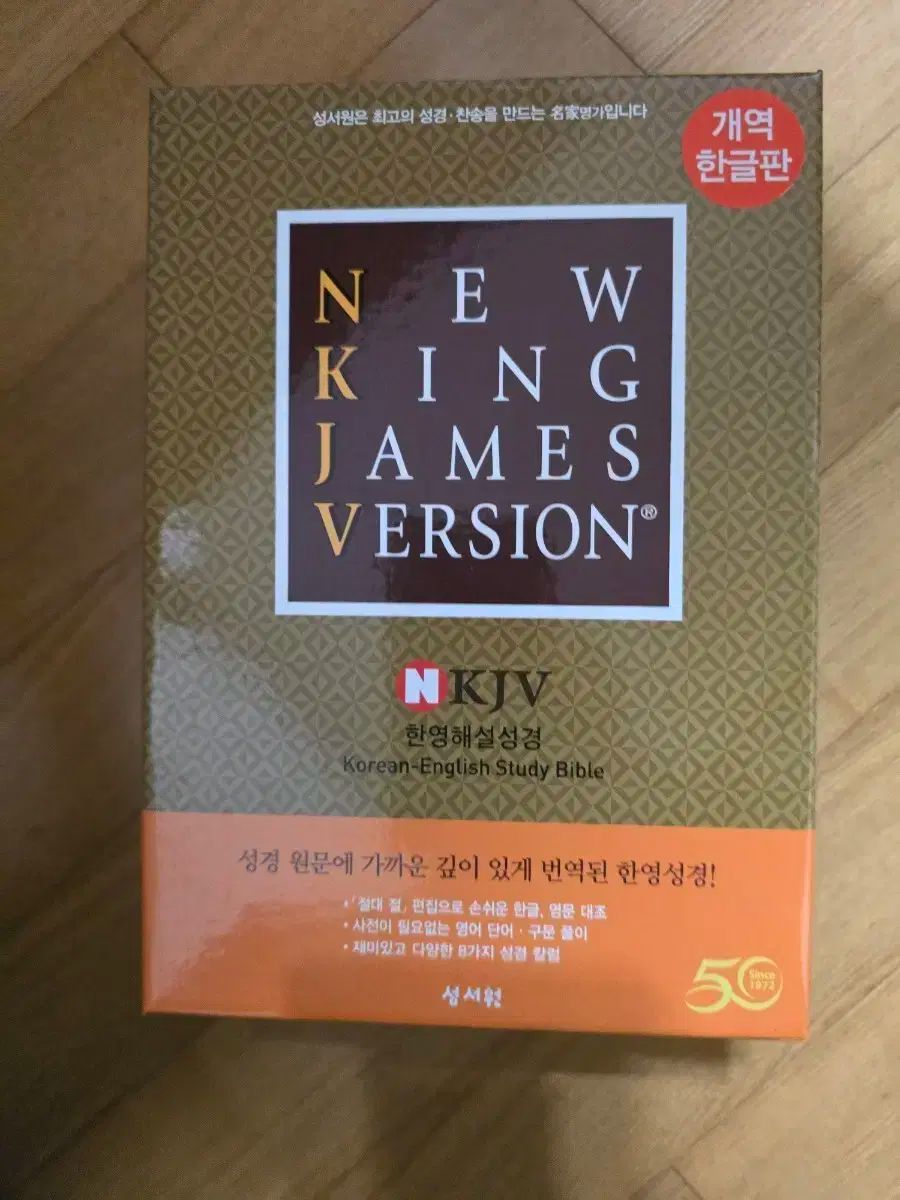 성서원은 최고의 성경·찬송을 만드는 名家명가입니다
개역
한글판
NEW
KING
JAMES
VERSION®
NKJV
한영해설성경
Korean-English Study Bible
성경 원문에 가까운 깊이 있게 번역된 한영성경!
• 「절대 절」 편집으로 손쉬운 한글, 영문 대조
• 사전이 필요없는 영어 단어 · 구문 풀이
• 재미있고 다양한 8가지 성경 칼럼
성서원
50 Since
1972